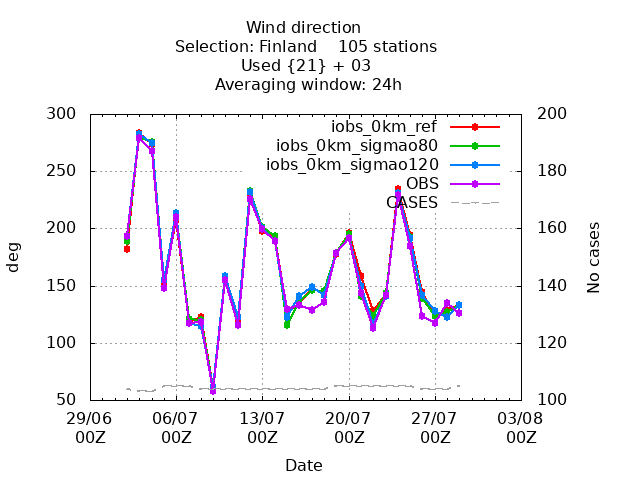 Wind direction
Selection: Finland    105 stations
Used {21} + 03
Averaging window: 24h
300
250
200
150
100
50
200
180
160
140
120
100
deg
No cases
iobs_0km_ref
iobs_0km_sigmao80
iobs_0km_sigmao120
OBS
CASES
29/06 06/07 13/07 20/07 27/07 03/08
00Z 00Z 00Z 00Z 00Z 00Z
Date